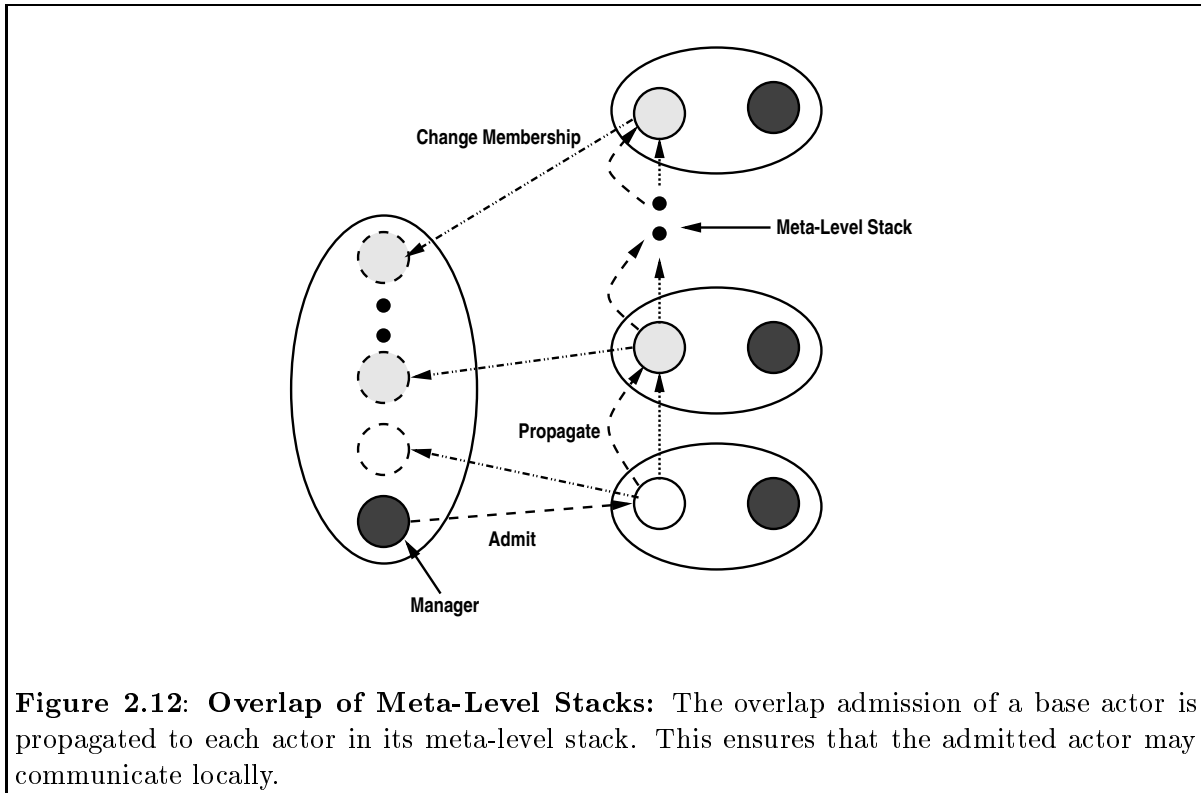 Change Membership
Meta-Level Stack
Propagate
Admit
Manager
Figure 2.12: Overlap of Meta-Level Stacks: The overlap admission of a base actor is
propagated to each actor in its meta-level stack. This ensures that the admitted actor may
communicate locally.